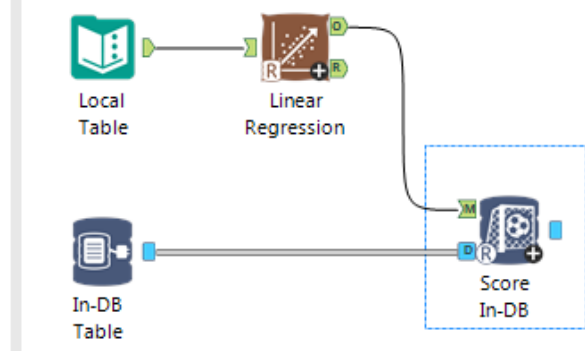 O
R
R
Local
Table
Linear
Regression
M
D
R
Score
In-DB
In-DB
Table